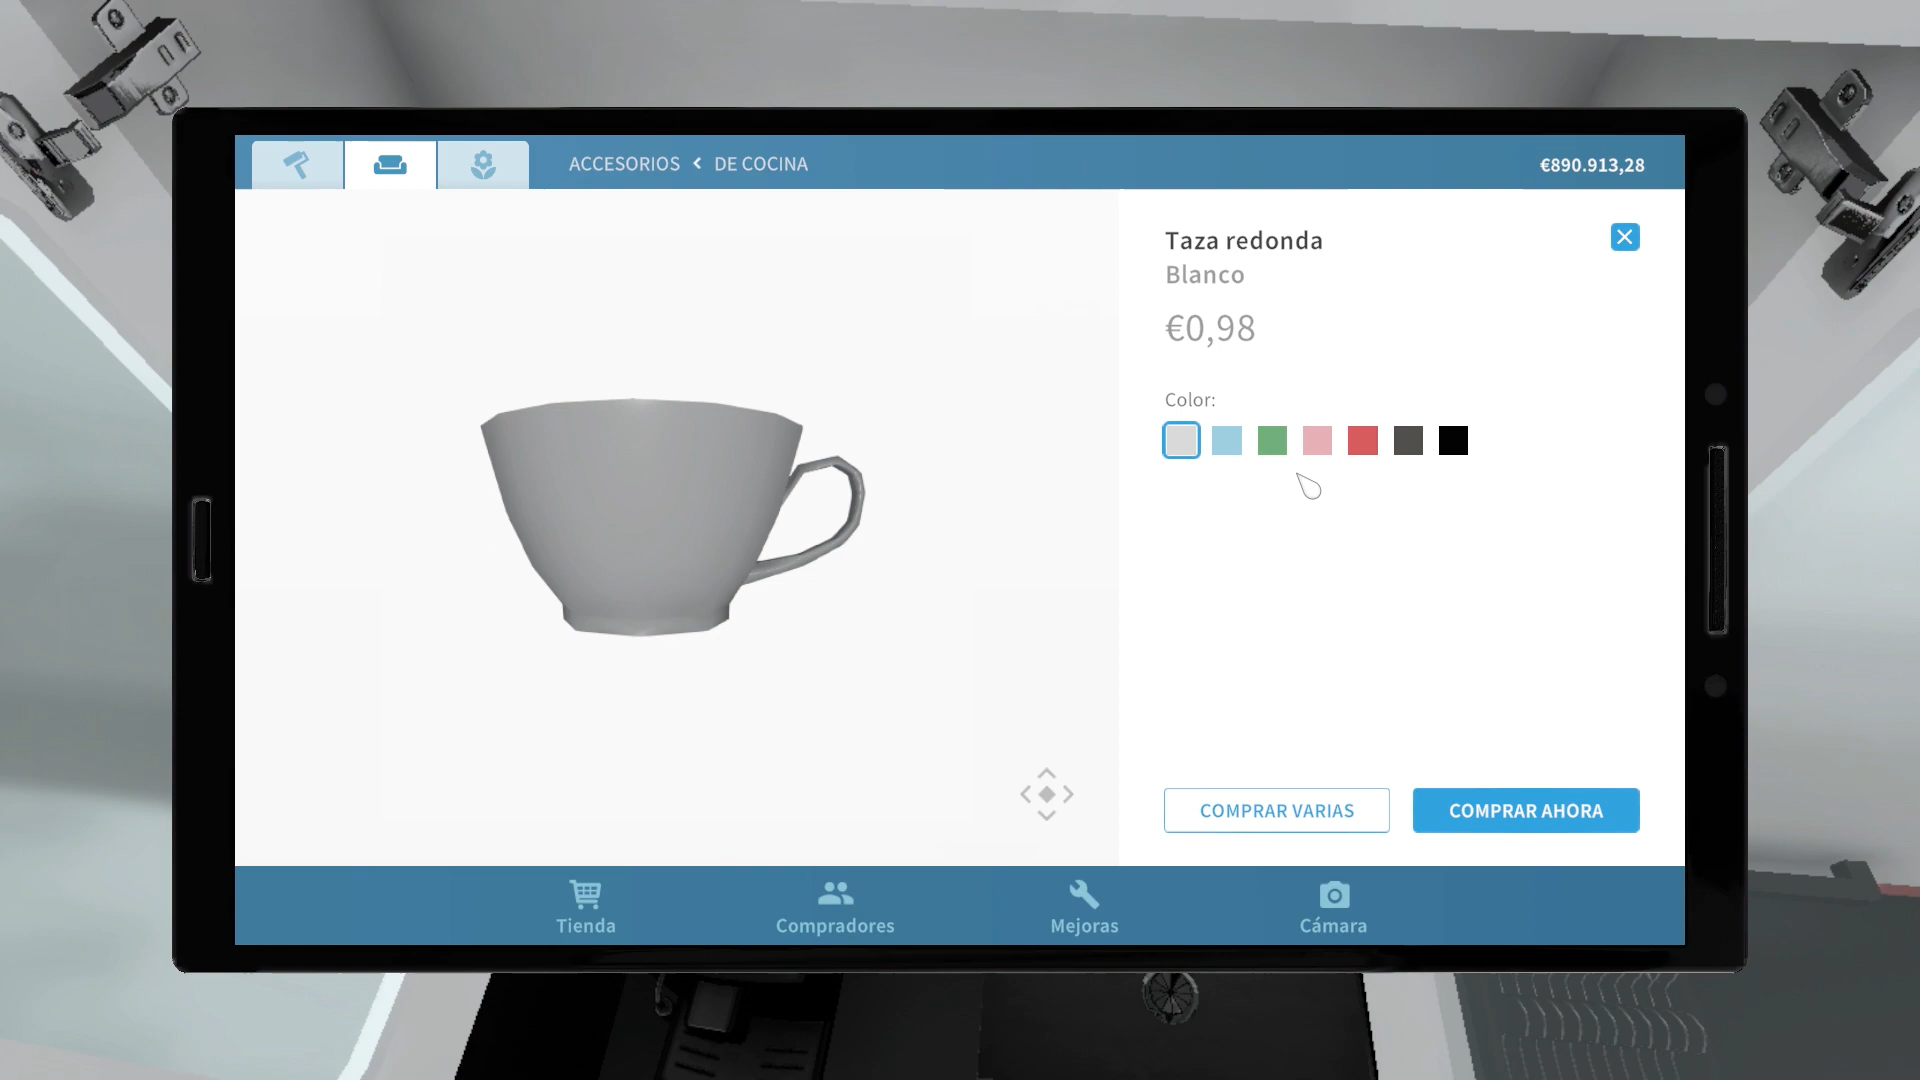 ACCESORIOS < DE COCINA
€890.913,28
Taza redonda
Blanco
€0,98
Color:
COMPRAR VARIAS
COMPRAR AHORA
Tienda
Compradores
Mejoras
Cámara